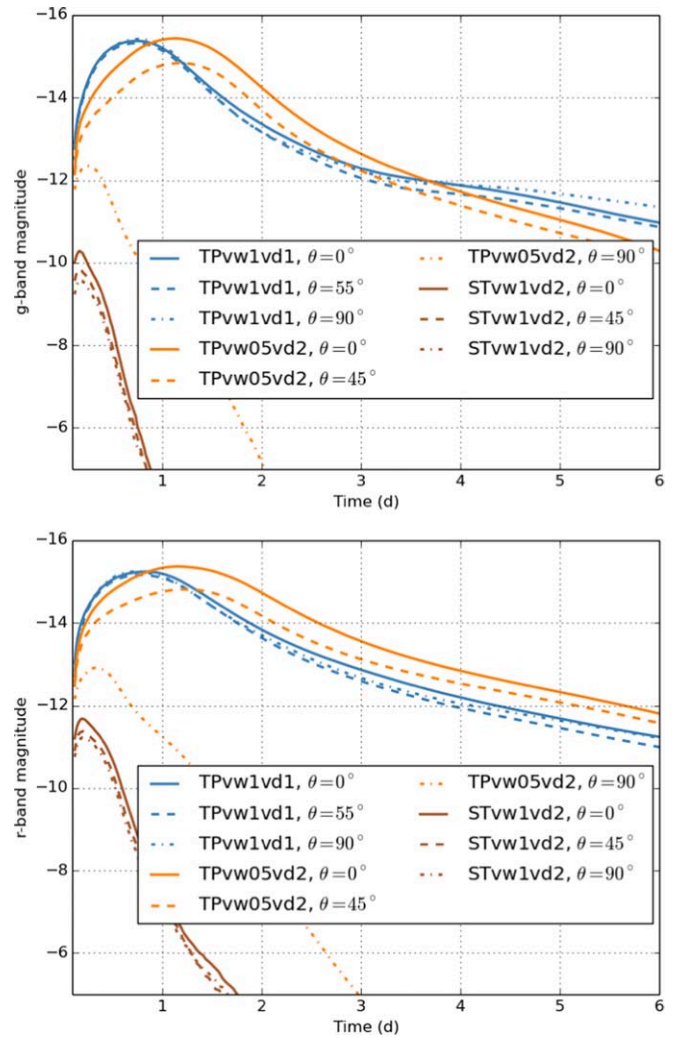 −16
−14
−12
−10
−8
−6
g-band magnitude
TPvw1vd1, θ=0°
TPvw1vd1, θ=55°
TPvw1vd1, θ=90°
TPvw05vd2, θ=0°
TPvw05vd2, θ=45°
TPvw05vd2, θ=90°
STvw1vd2, θ=0°
STvw1vd2, θ=45°
STvw1vd2, θ=90°
1 2 3 4 5 6
Time (d)
−16
−14
−12
−10
−8
−6
r-band magnitude
TPvw1vd1, θ=0°
TPvw1vd1, θ=55°
TPvw1vd1, θ=90°
TPvw05vd2, θ=0°
TPvw05vd2, θ=45°
TPvw05vd2, θ=90°
STvw1vd2, θ=0°
STvw1vd2, θ=45°
STvw1vd2, θ=90°
1 2 3 4 5 6
Time (d)